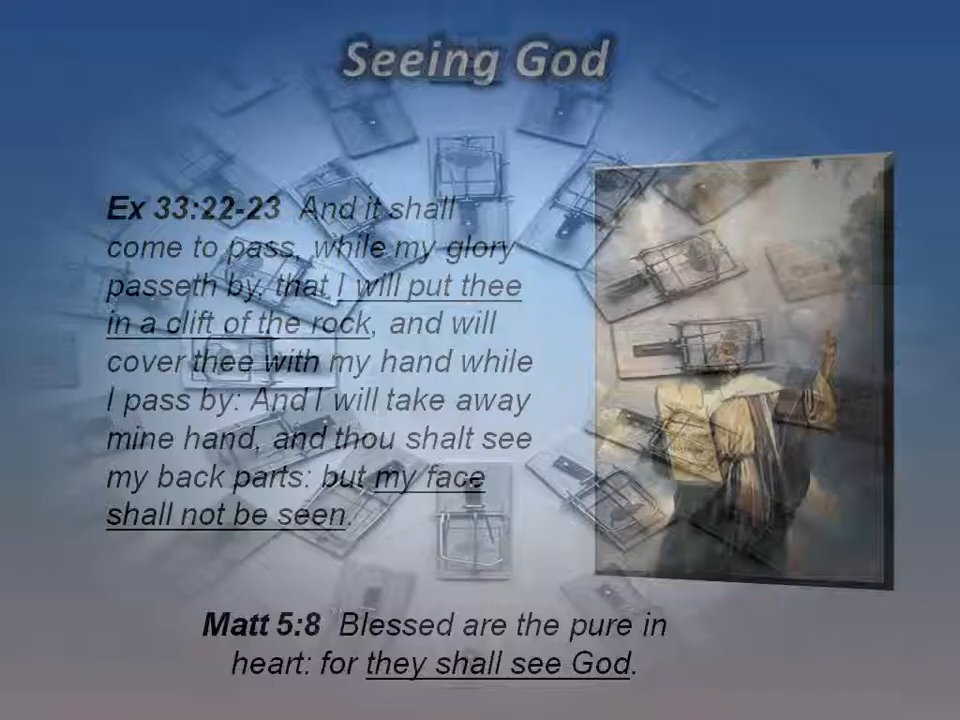 Seeing God
Ex 33:22-23 And it shall
come to pass, while my glory
passeth by, that I will put thee
in a clift of the rock, and will
cover thee with my hand while
I pass by: And I will take away
mine hand, and thou shalt see
my back parts: but my face
shall not be seen.
Matt 5:8 Blessed are the pure in
heart: for they shall see God.